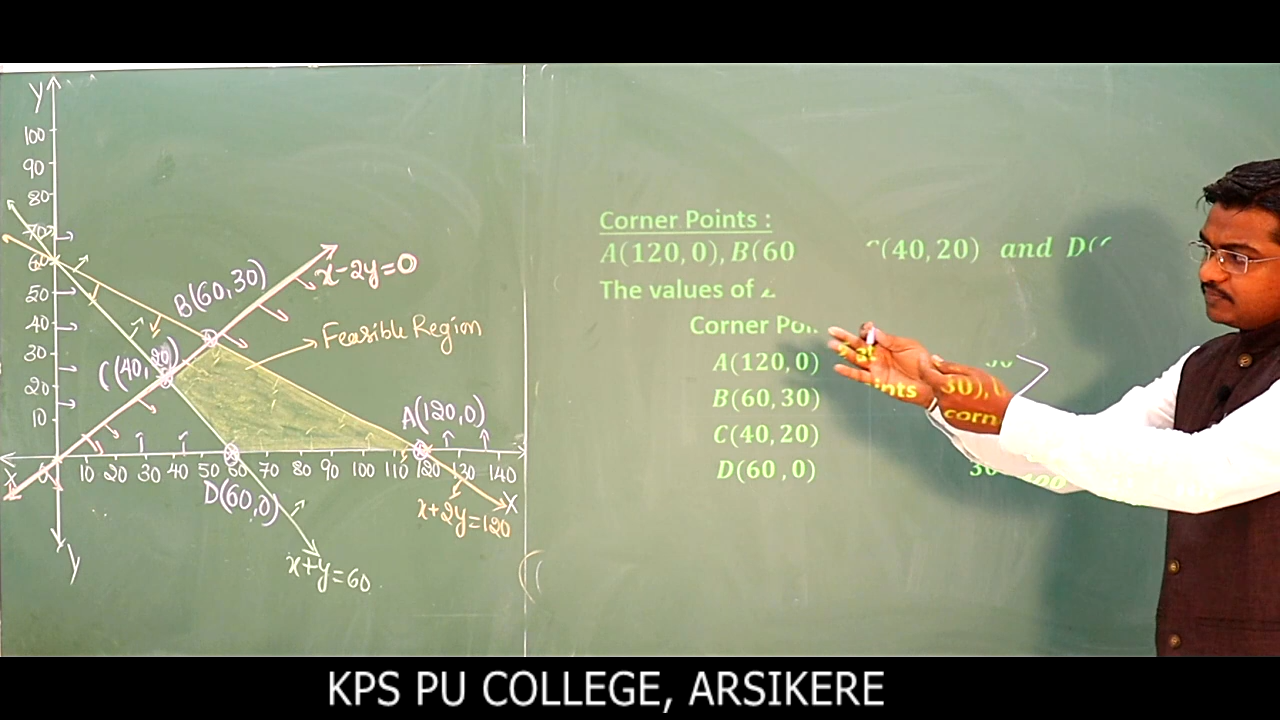 Y
100
90
80
70
60
50
40
30
20
10
X
0
10 20 30 40 50 60 70 80 90 100 110 120 130 140
X
y
B(60,30)
x-2y=0
Feasible Region
C(40,20)
A(120,0)
D(60,0)
x+2y=120
x+y=60
Corner Points :
A(120,0), B(60 (40,20) and D(
The values of
Corner
A(120,0)
B(60,30) 30),
C(40,20) corn
D(60,0)
KPS PU COLLEGE, ARSIKERE